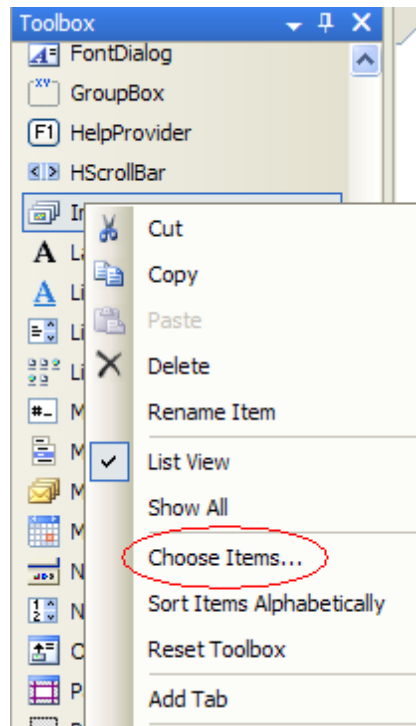 Toolbox
FontDialog
GroupBox
HelpProvider
HScrollBar
Cut
Copy
Paste
Delete
Rename Item
List View
Show All
Choose Items...
Sort Items Alphabetically
Reset Toolbox
Add Tab